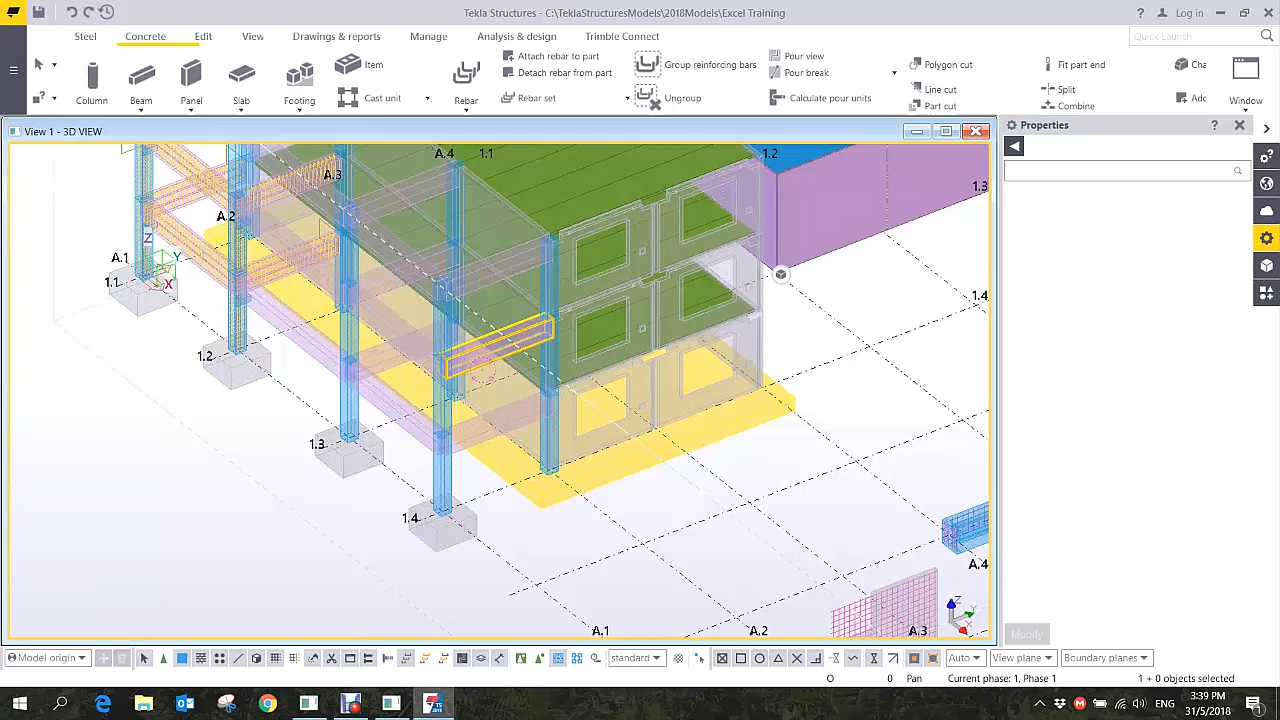 Tekla Structures - C:\TeklaStructuresModels\2018Models\Excel Training
? Log in
Steel Concrete Edit View Drawings & reports Manage Analysis & design Trimble Connect
Quick Launch
Column Beam Panel Slab Footing
Item
Cast unit
Rebar
Attach rebar to part
Detach rebar from part
Rebar set
Group reinforcing bars
Ungroup
Pour view
Pour break
Calculate pour units
Polygon cut
Line cut
Part cut
Fit part end
Split
Combine
Cha
Adc
Window
View 1 - 3D VIEW
Properties ?
A.4 1.1 1.2
A.3 1.3
A.2
Z
Y
A.1
1.1 X
1.4
1.2
1.3
1.4
A.4
Z
Y
X
A.1 A.2 A.3
Modify
Model origin standard Auto View plane Boundary planes
O 0 Pan Current phase: 1, Phase 1 1 + 0 objects selected
ENG 3:39 PM
31/5/2018